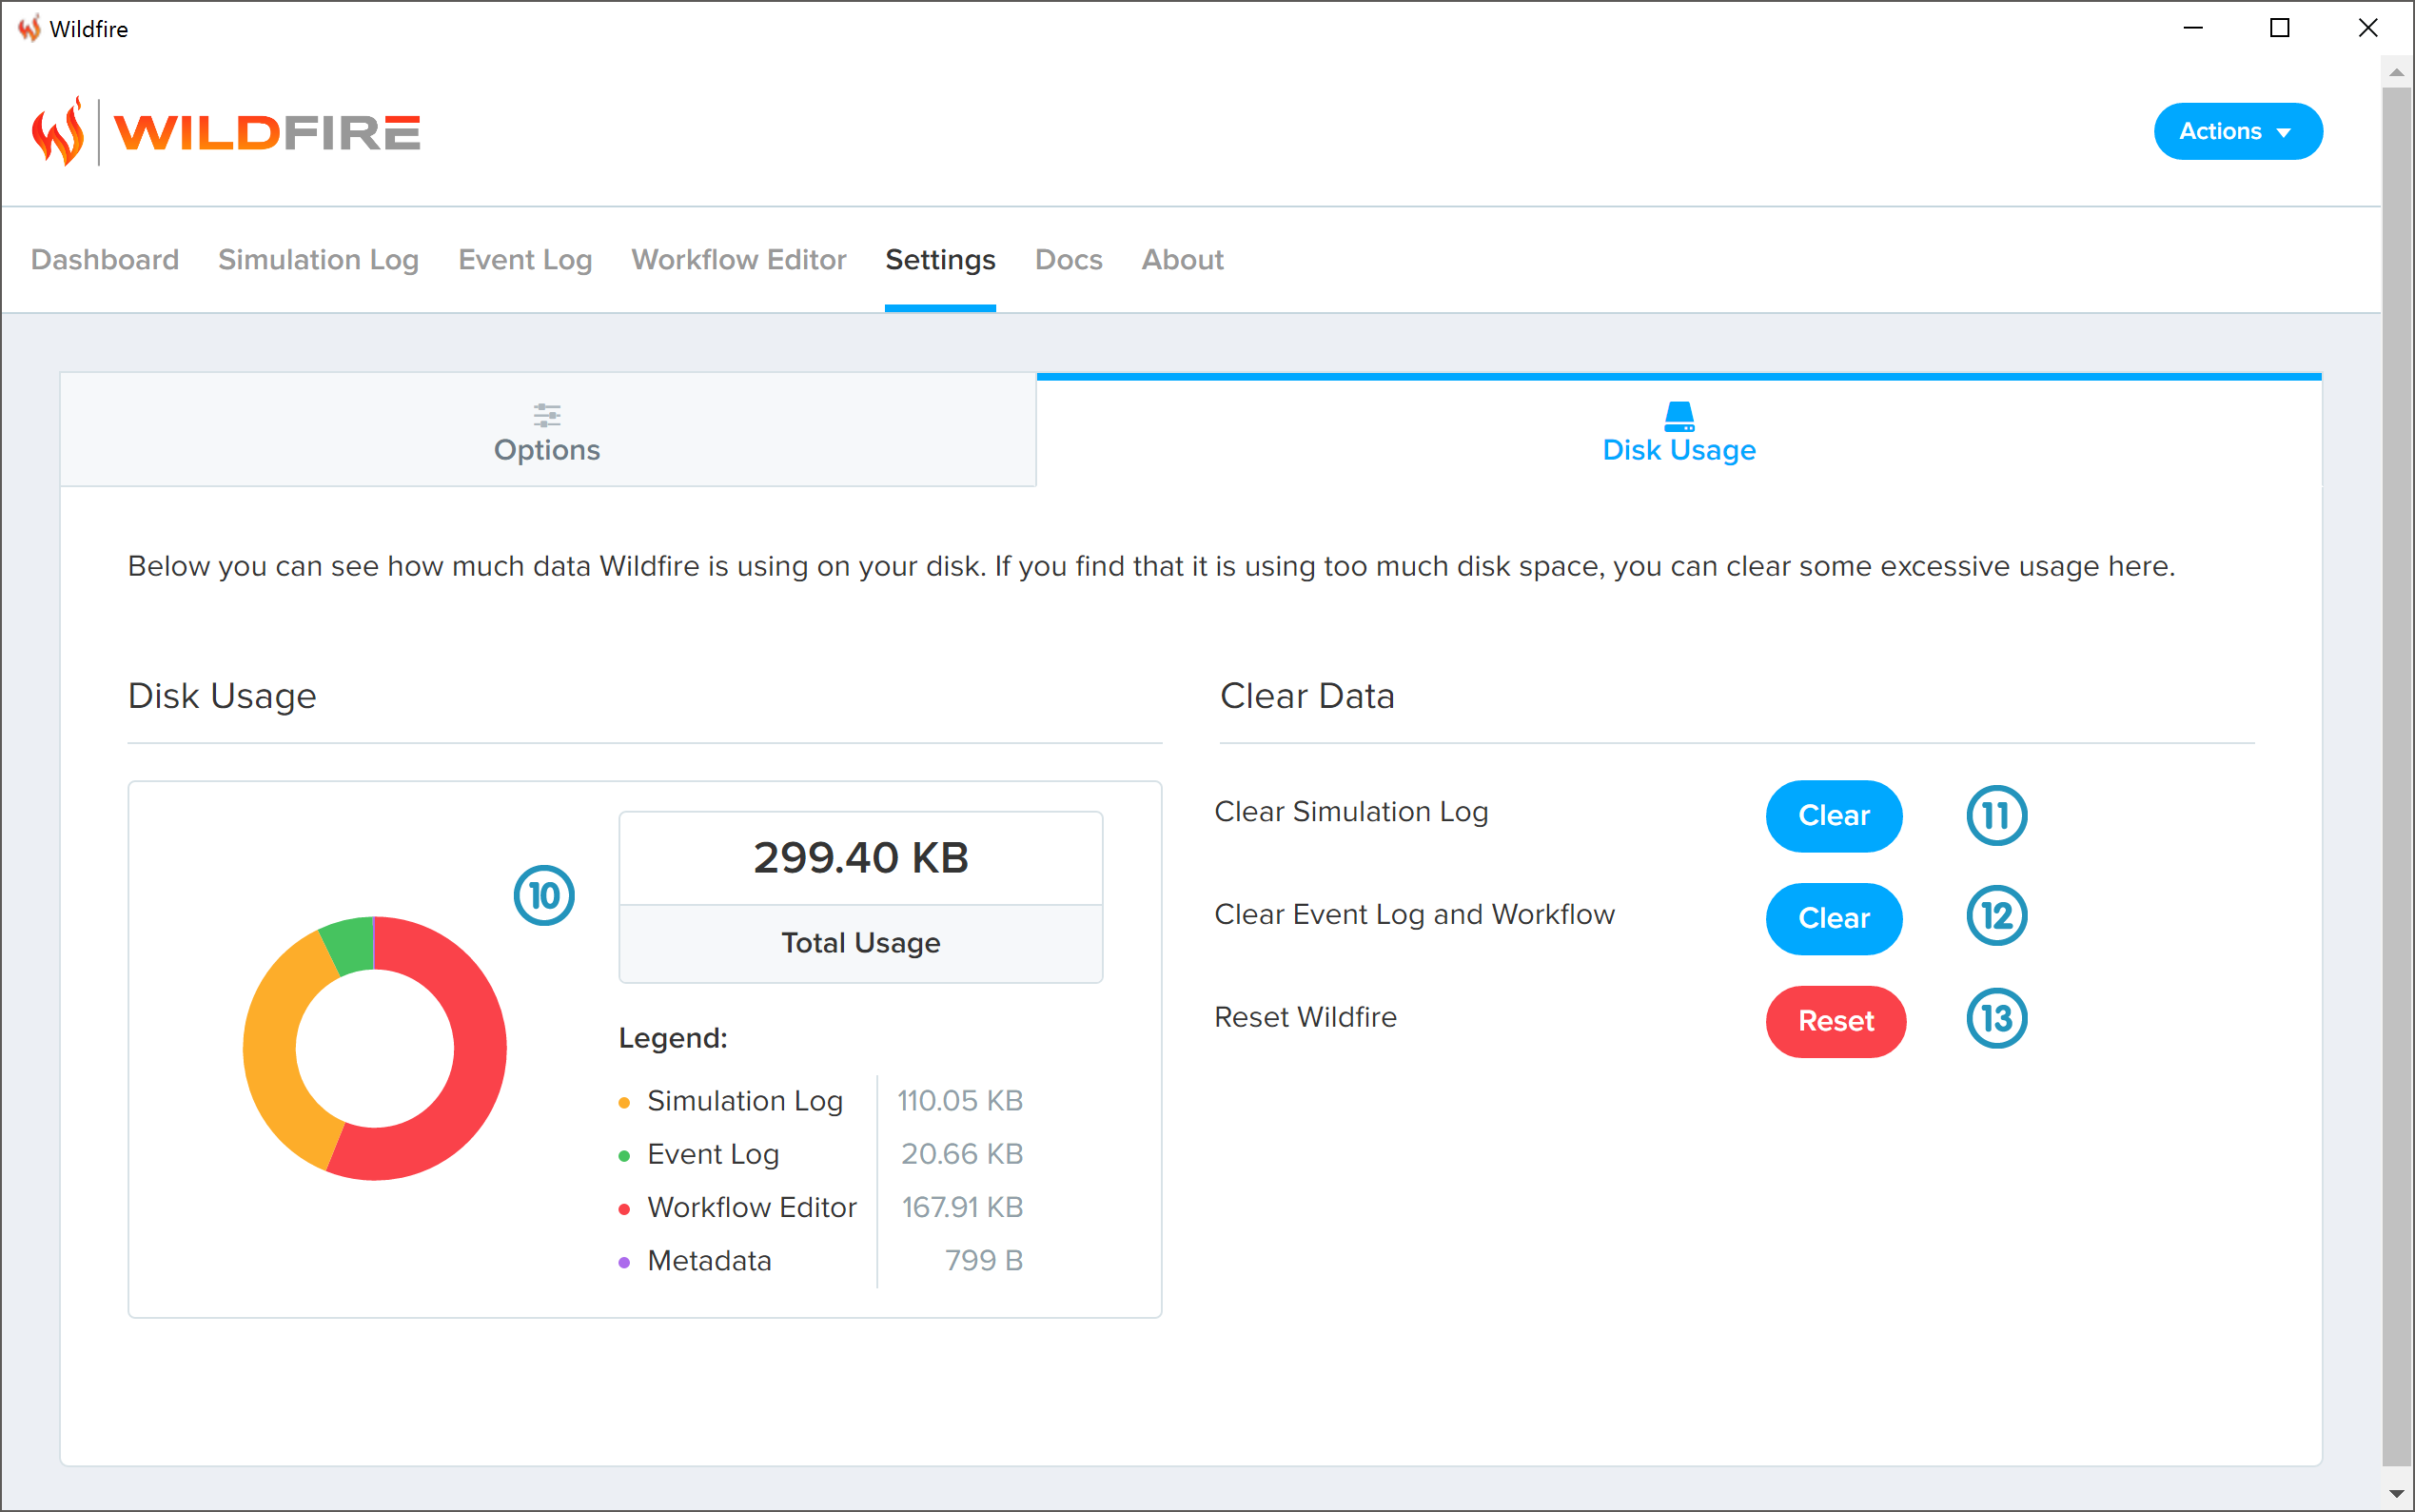 Wildfire
WILDFIRE
Actions
Dashboard Simulation Log Event Log Workflow Editor Settings Docs About
Options
Disk Usage
Below you can see how much data Wildfire is using on your disk. If you find that it is using too much disk space, you can clear some excessive usage here.
Disk Usage
10
299.40 KB
Total Usage
Legend:
Simulation Log 110.05 KB
Event Log 20.66 KB
Workflow Editor 167.91 KB
Metadata 799 B
Clear Data
Clear Simulation Log Clear 11
Clear Event Log and Workflow Clear 12
Reset Wildfire Reset 13